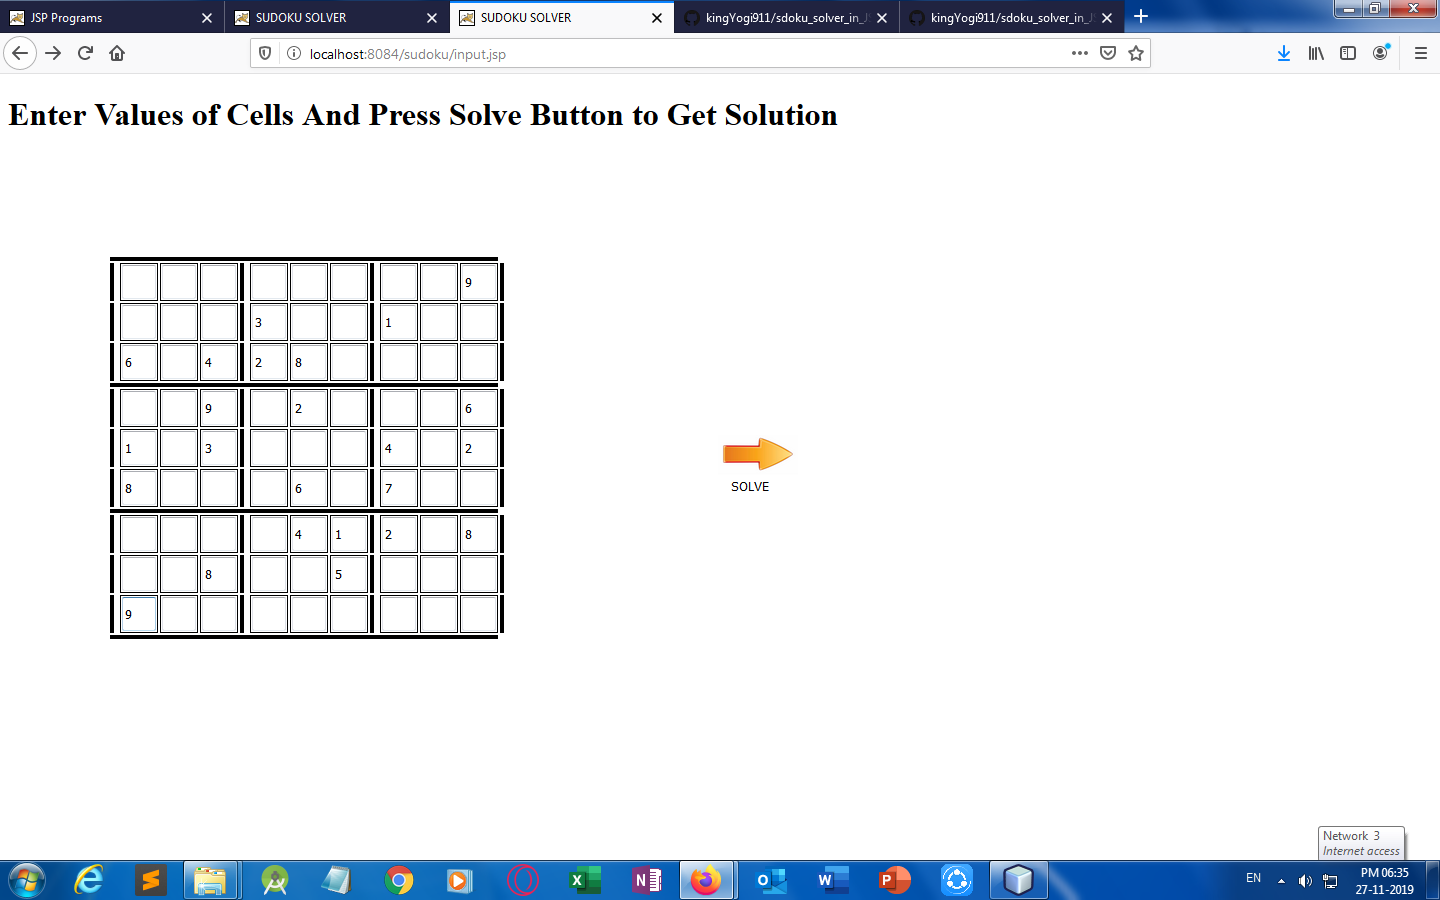 JSP Programs
SUDOKU SOLVER
SUDOKU SOLVER
kingYogi911/sdoku_solver_in_JS
kingYogi911/sdoku_solver_in_JS
localhost:8084/sudoku/input.jsp
Enter Values of Cells And Press Solve Button to Get Solution
9
3 1
6 4 2 8
9 2 6
1 3 4 2
8 6 7
SOLVE
4 1 2 8
8 5
9
Network 3
Internet access
EN
PM 06:35
27-11-2019